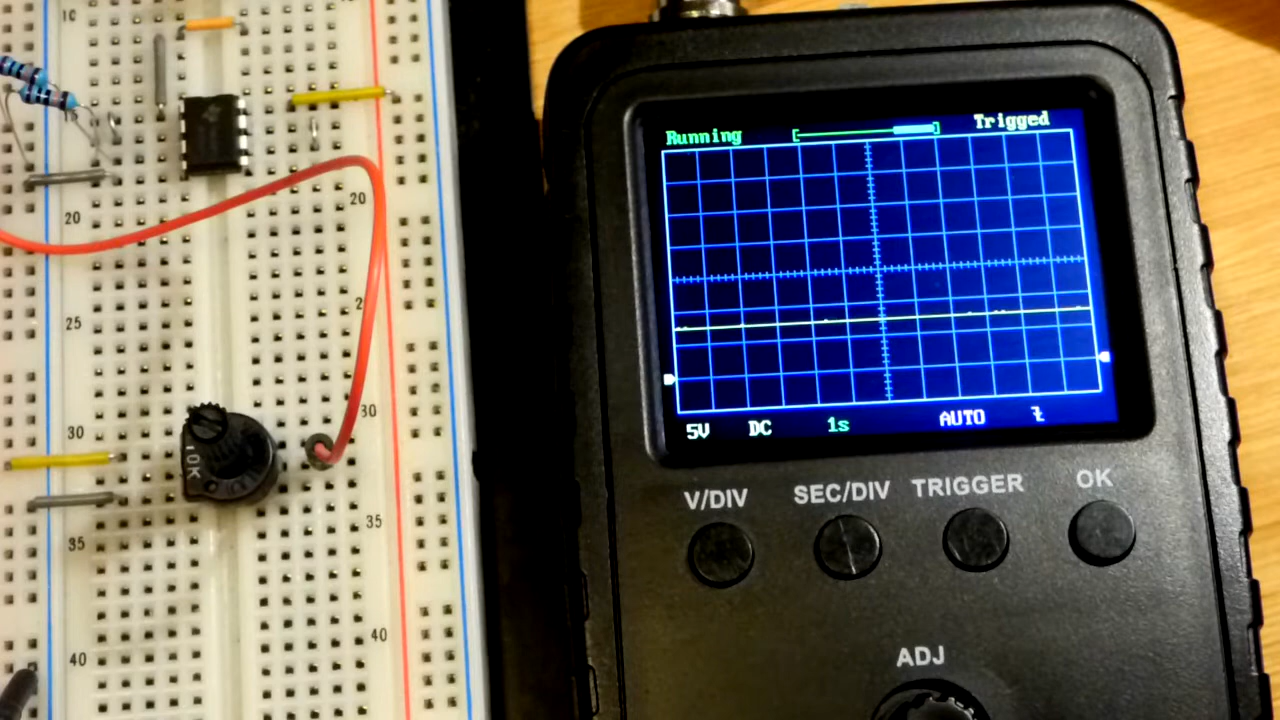 Running
Trigged
5V DC 1s AUTO
V/DIV SEC/DIV TRIGGER OK
ADJ
15
20
20
25
30
30
35
35
40
40
10K